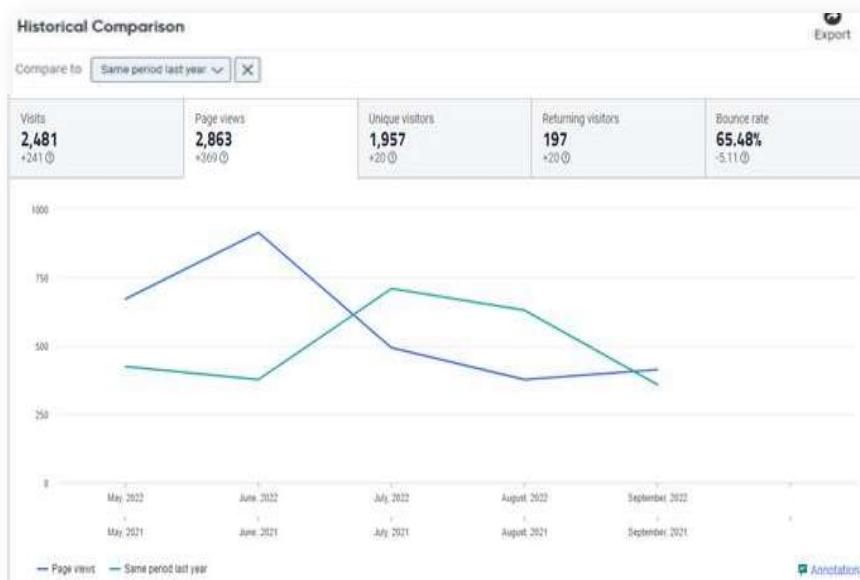 Historical Comparison
Export
Compare to Same period last year
Visits
2,481
+241
Page views
2,863
+369
Unique visitors
1,957
+20
Returning visitors
197
+20
Bounce rate
65.48%
-5.11
1000
750
500
250
0
May, 2022 June, 2022 July, 2022 August, 2022 September, 2022
May, 2021 June, 2021 July, 2021 August, 2021 September, 2021
Page views Same period last year
Annotation